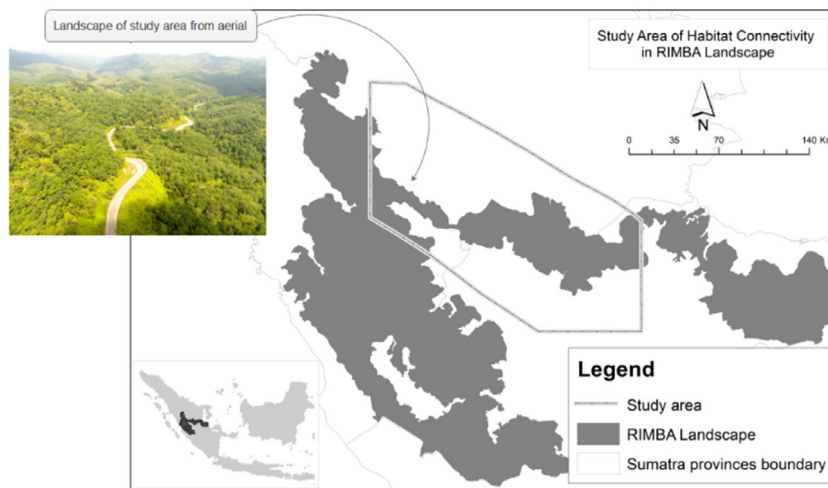 Landscape of study area from aerial
Study Area of Habitat Connectivity
in RIMBA Landscape
N
0 35 70 140 Km
Legend
Study area
RIMBA Landscape
Sumatra provinces boundary